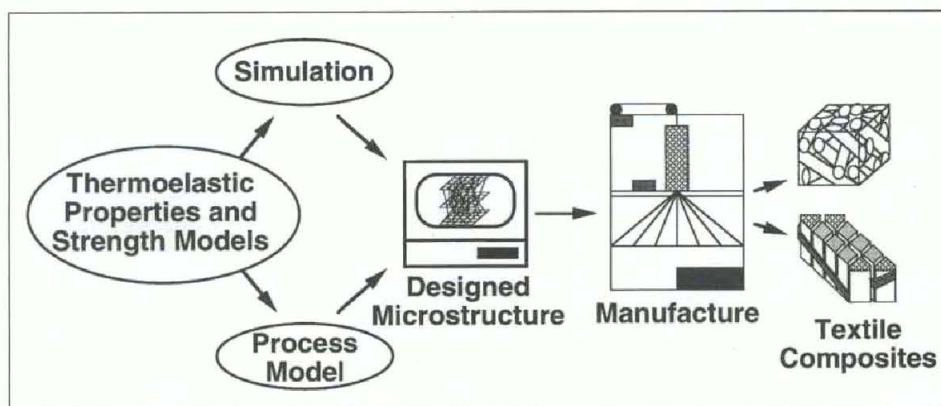 Simulation
Thermoelastic
Properties and
Strength Models
Process
Model
Designed
Microstructure
Manufacture
Textile
Composites